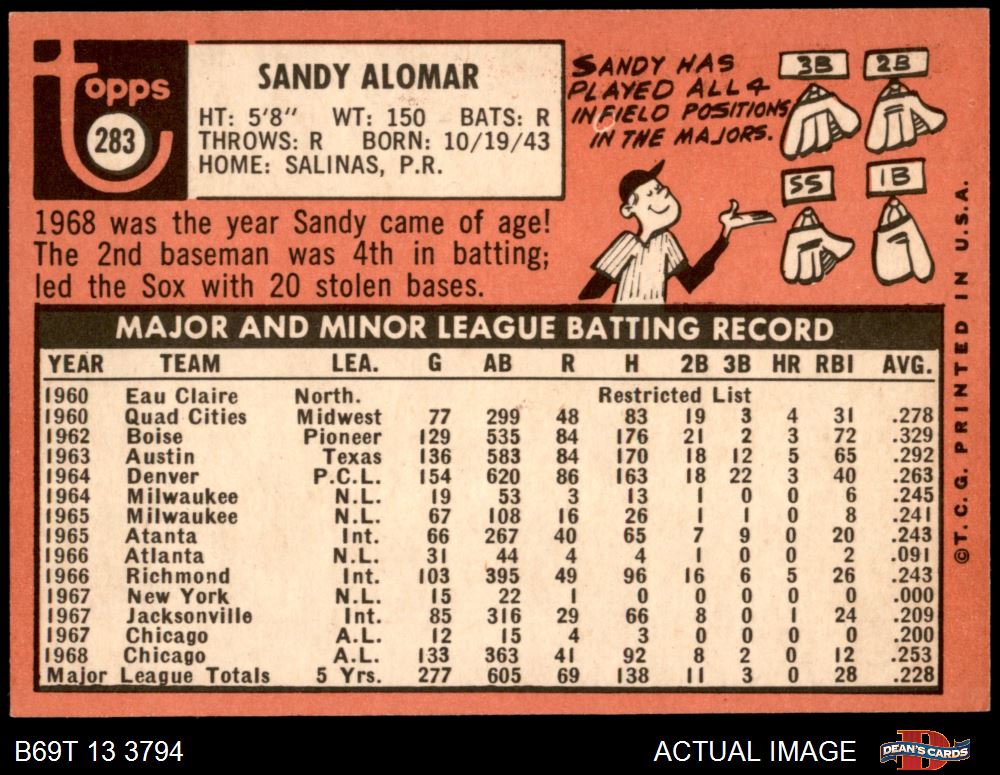 topps
283
SANDY ALOMAR
HT: 5'8" WT: 150 BATS: R
THROWS: R BORN: 10/19/43
HOME: SALINAS, P.R.
SANDY HAS
PLAYED ALL 4
INFIELD POSITIONS
IN THE MAJORS.
3B 2B
SS 1B
1968 was the year Sandy came of age!
The 2nd baseman was 4th in batting;
led the Sox with 20 stolen bases.
MAJOR AND MINOR LEAGUE BATTING RECORD
YEAR TEAM LEA. G AB R H 2B 3B HR RBI AVG.
1960 Eau Claire North. Restricted List
1960 Quad Cities Midwest 77 299 48 83 19 3 4 31 .278
1962 Boise Pioneer 129 535 84 176 21 2 3 72 .329
1963 Austin Texas 136 583 84 170 18 12 5 65 .292
1964 Denver P.C.L. 154 620 86 163 18 22 3 40 .263
1964 Milwaukee N.L. 19 53 3 13 1 0 0 6 .245
1965 Milwaukee N.L. 67 108 16 26 1 1 0 8 .241
1965 Atanta Int. 66 267 40 65 7 9 0 20 .243
1966 Atlanta N.L. 31 44 4 4 1 0 0 2 .091
1966 Richmond Int. 103 395 49 96 16 6 5 26 .243
1967 New York N.L. 15 22 1 0 0 0 0 0 .000
1967 Jacksonville Int. 85 316 29 66 8 0 1 24 .209
1967 Chicago A.L. 12 15 4 3 0 0 0 0 .200
1968 Chicago A.L. 133 363 41 92 8 2 0 12 .253
Major League Totals 5 Yrs. 277 605 69 138 11 3 0 28 .228
©T.C.G. PRINTED IN U.S.A.
B69T 13 3794
ACTUAL IMAGE
DEAN'S CARDS